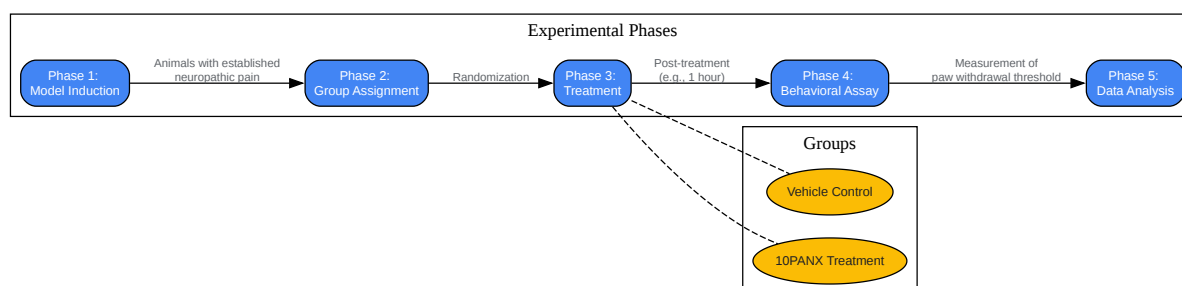 Experimental Phases
Phase 1:
Model Induction
Animals with established
neuropathic pain
Phase 2:
Group Assignment
Randomization
Phase 3:
Treatment
Post-treatment
(e.g., 1 hour)
Phase 4:
Behavioral Assay
Measurement of
paw withdrawal threshold
Phase 5:
Data Analysis
Groups
Vehicle Control
10PANX Treatment